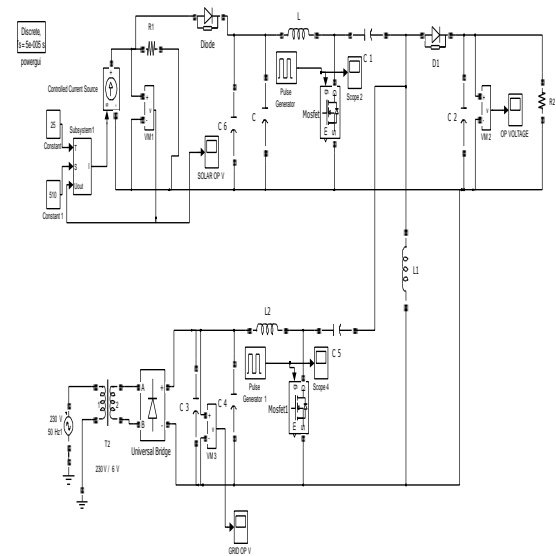 Discrete,
Ts = 5e-005 s
powergui
R1
L
Diode
C 1
D1
Controlled Current Source
Pulse
Generator
Scope 2
Mosfet
C 6
C
C 2
R2
VM1
VM2
OP VOLTAGE
25
Constant
Subsystem1
T
S
Uout
I
510
Constant 1
SOLAR OP V
L1
L2
C 5
Pulse
Generator 1
Scope 4
Mosfet1
230 V
50 Hz1
T2
230 V / 6 V
A
B
+
-
Universal Bridge
C 3
C 4
VM3
GRID OP V